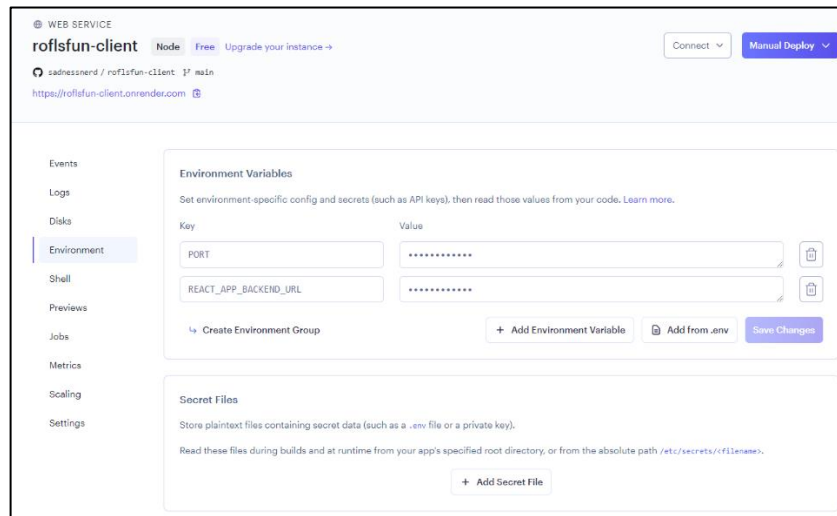 WEB SERVICE
roflsfun-client Node Free Upgrade your instance →
Connect Manual Deploy
sadnessnerd / roflsfun-client main
https://roflsfun-client.onrender.com
Events
Logs
Disks
Environment
Shell
Previews
Jobs
Metrics
Scaling
Settings
Environment Variables
Set environment-specific config and secrets (such as API keys), then read those values from your code. Learn more.
Key Value
PORT ••••••••••••
REACT_APP_BACKEND_URL ••••••••••••
Create Environment Group + Add Environment Variable Add from .env Save Changes
Secret Files
Store plaintext files containing secret data (such as a .env file or a private key).
Read these files during builds and at runtime from your app's specified root directory, or from the absolute path /etc/secrets/<filename>.
+ Add Secret File